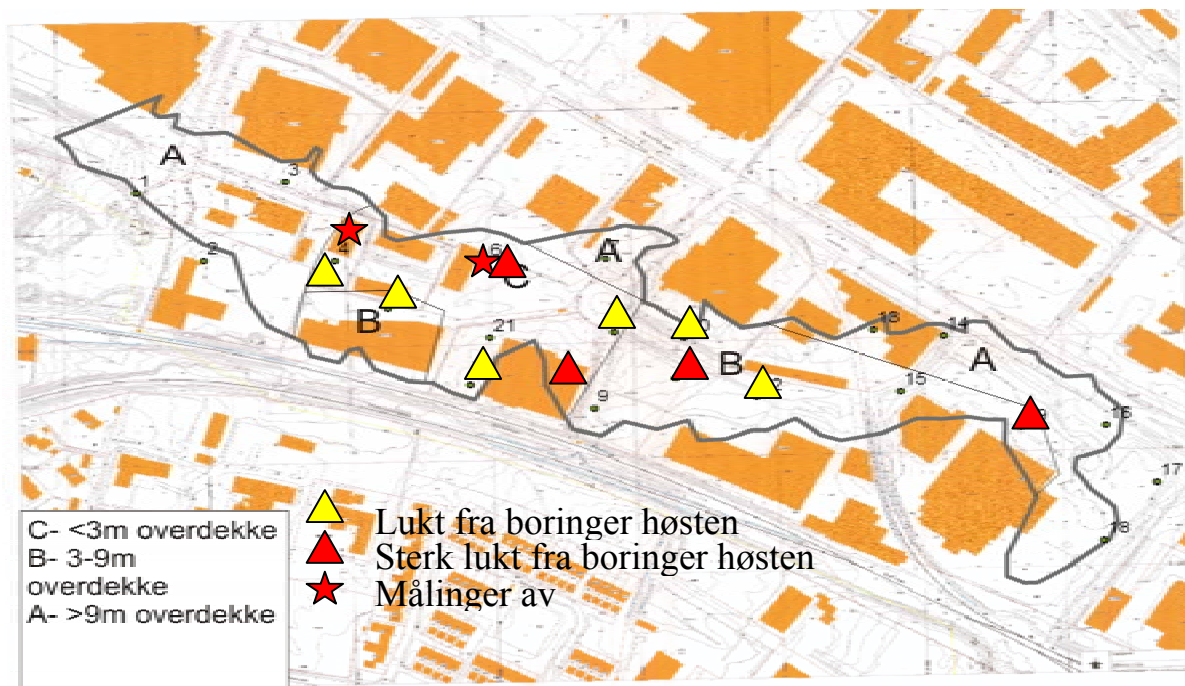 A
3
1
2
4
6
A
C
B
21
B
9
13
14
A
15
16
17
18
C- <3m overdekke
B- 3-9m
overdekke
A- >9m overdekke
Lukt fra boringer høsten
Sterk lukt fra boringer høsten
Målinger av